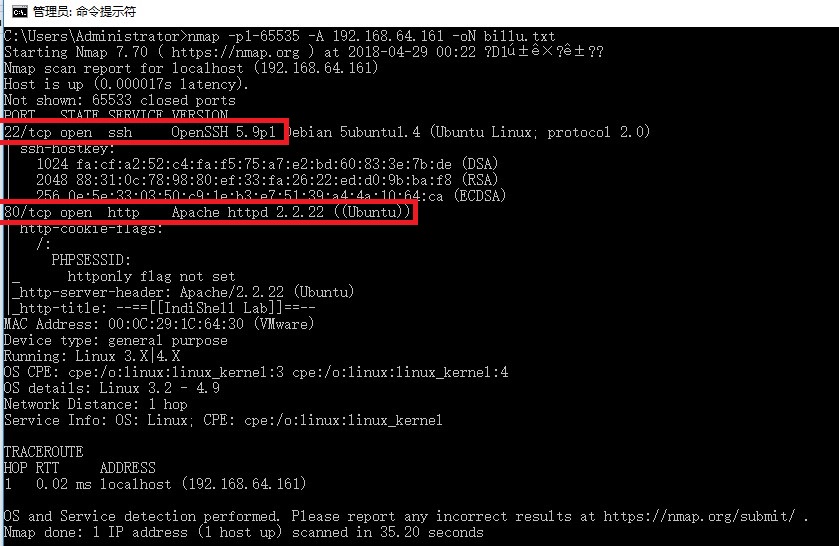 管理员: 命令提示符
C:\Users\Administrator>nmap -p1-65535 -A 192.168.64.161 -oN billu.txt
Starting Nmap 7.70 ( https://nmap.org ) at 2018-04-29 00:22 ?D1ú±ê×?ê±??
Nmap scan report for localhost (192.168.64.161)
Host is up (0.000017s latency).
Not shown: 65533 closed ports
PORT   STATE SERVICE VERSION
22/tcp open  ssh     OpenSSH 5.9p1 Debian 5ubuntu1.4 (Ubuntu Linux; protocol 2.0)
| ssh-hostkey:
|   1024 fa:cf:a2:52:c4:fa:f5:75:a7:e2:bd:60:83:3e:7b:de (DSA)
|   2048 88:31:0c:78:98:80:ef:33:fa:26:22:ed:d0:9b:ba:f8 (RSA)
|_  256 0e:5e:33:03:50:c9:1e:b3:e7:51:39:a4:4a:10:64:ca (ECDSA)
80/tcp open  http    Apache httpd 2.2.22 ((Ubuntu))
| http-cookie-flags:
|   /:
|     PHPSESSID:
|_      httponly flag not set
|_http-server-header: Apache/2.2.22 (Ubuntu)
|_http-title: --==[[IndiShell Lab]]==--
MAC Address: 00:0C:29:1C:64:30 (VMware)
Device type: general purpose
Running: Linux 3.X|4.X
OS CPE: cpe:/o:linux:linux_kernel:3 cpe:/o:linux:linux_kernel:4
OS details: Linux 3.2 - 4.9
Network Distance: 1 hop
Service Info: OS: Linux; CPE: cpe:/o:linux:linux_kernel
TRACEROUTE
HOP RTT     ADDRESS
1   0.02 ms localhost (192.168.64.161)
OS and Service detection performed. Please report any incorrect results at https://nmap.org/submit/ .
Nmap done: 1 IP address (1 host up) scanned in 35.20 seconds